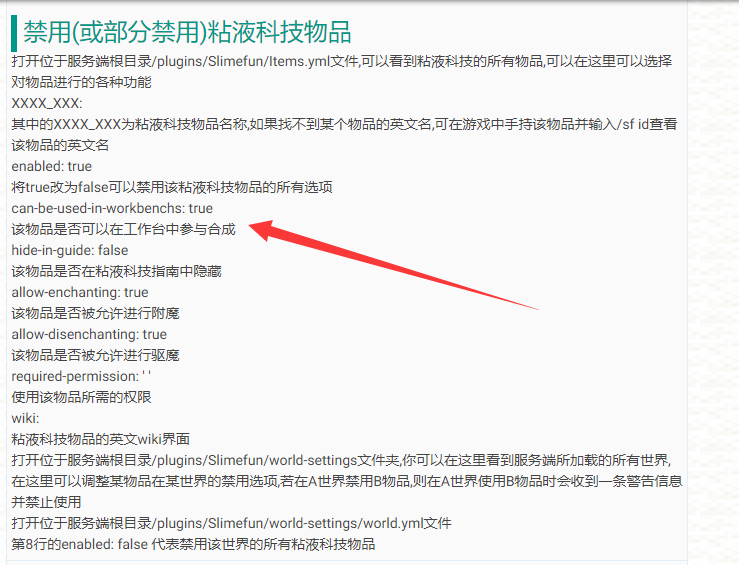 禁用(或部分禁用)粘液科技物品
打开位于服务端根目录/plugins/Slimefun/Items.yml文件,可以看到粘液科技的所有物品,可以在这里可以选择
对物品进行的各种功能
XXXX_XXX:
其中的XXXX_XXX为粘液科技物品名称,如果找不到某个物品的英文名,可在游戏中手持该物品并输入/sf id查看
该物品的英文名
enabled: true
将true改为false可以禁用该粘液科技物品的所有选项
can-be-used-in-workbenchs: true
该物品是否可以在工作台中参与合成
hide-in-guide: false
该物品是否在粘液科技指南中隐藏
allow-enchanting: true
该物品是否被允许进行附魔
allow-disenchanting: true
该物品是否被允许进行驱魔
required-permission: ' '
使用该物品所需的权限
wiki:
粘液科技物品的英文wiki界面
打开位于服务端根目录/plugins/Slimefun/world-settings文件夹,你可以在这里看到服务端所加载的所有世界,
在这里可以调整某物品在某世界的禁用选项,若在A世界禁用B物品,则在A世界使用B物品时会收到一条警告信息
并禁止使用
打开位于服务端根目录/plugins/Slimefun/world-settings/world.yml文件
第8行的enabled: false 代表禁用该世界的所有粘液科技物品